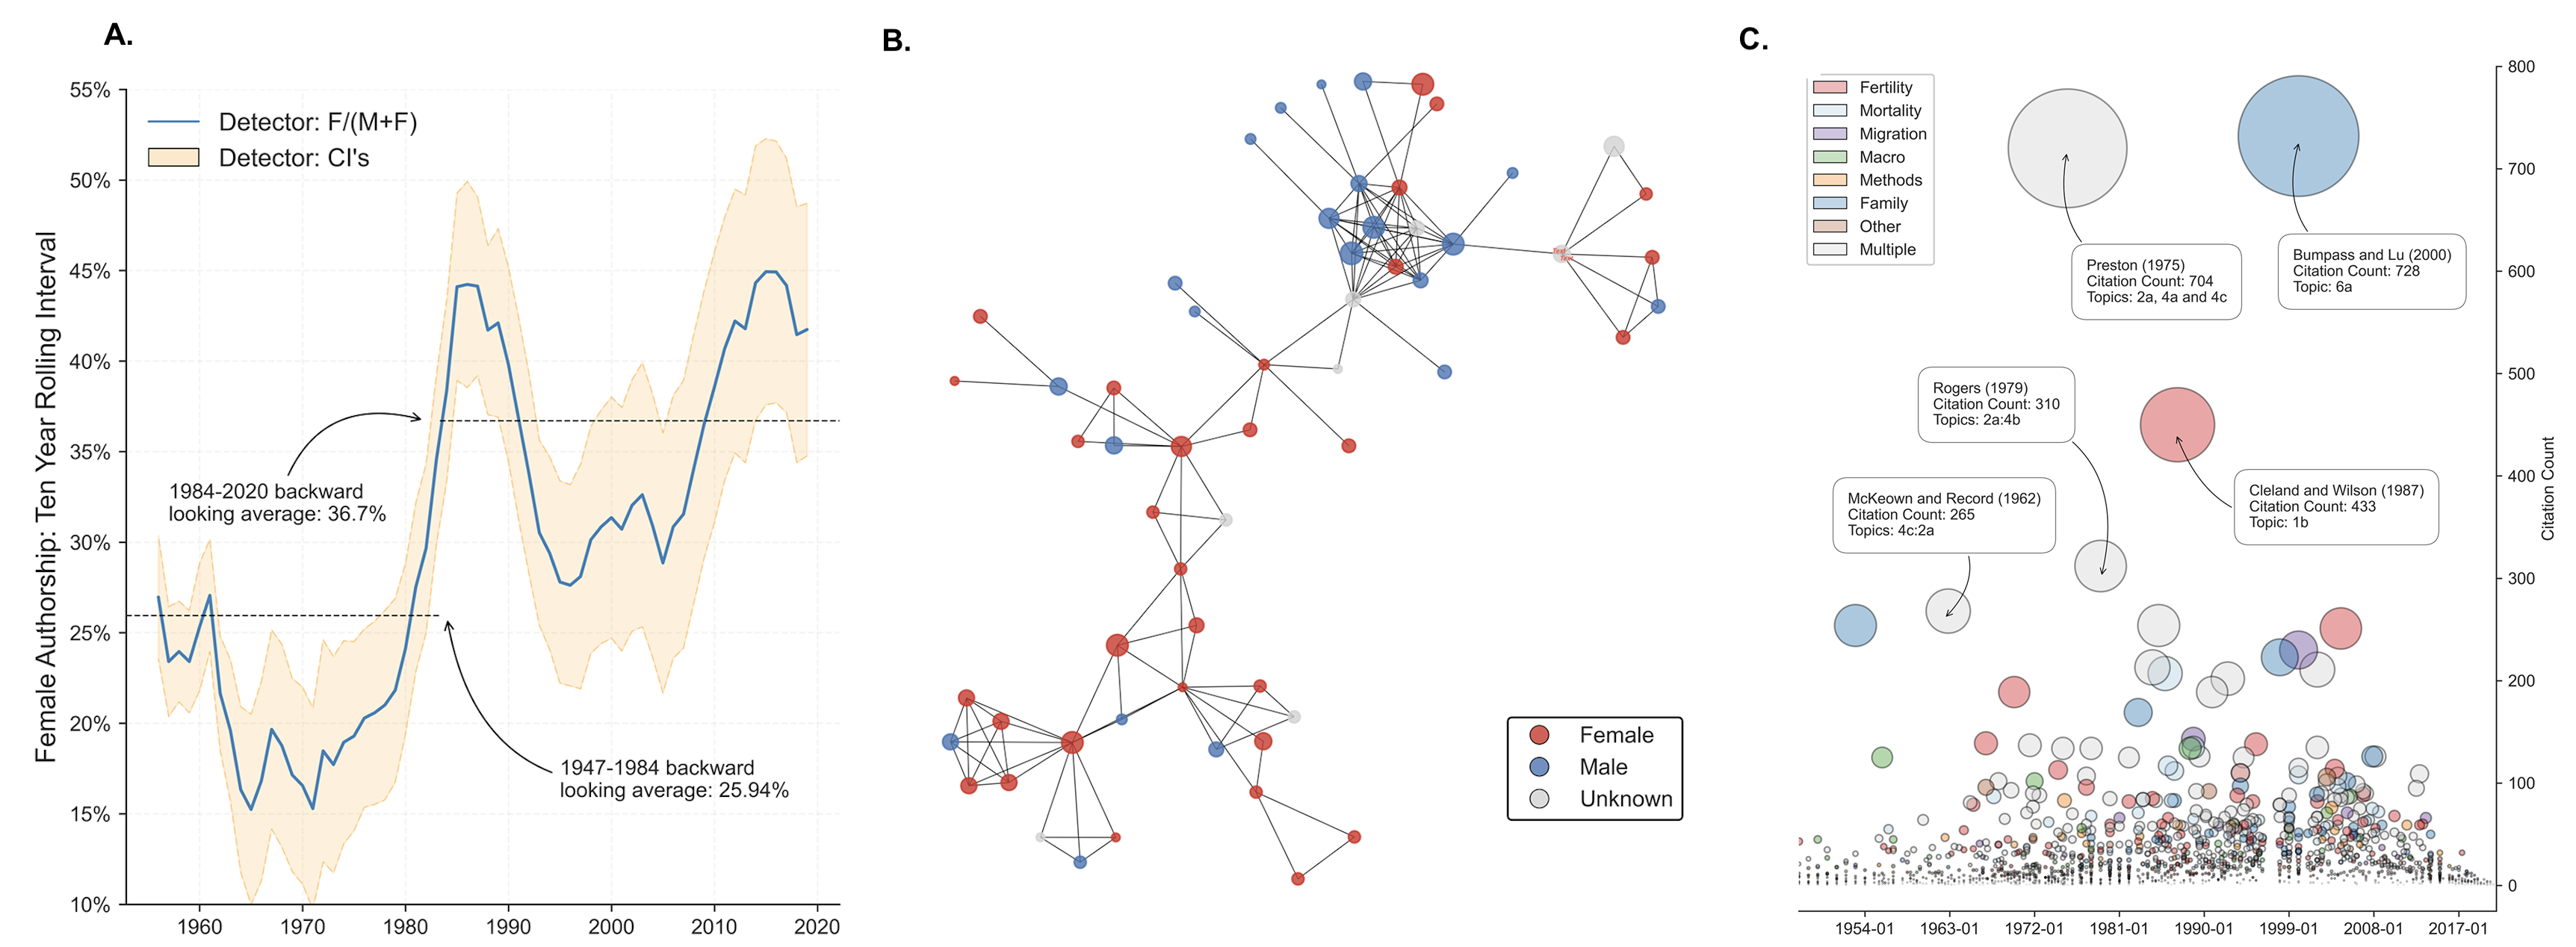 A.
Female Authorship: Ten Year Rolling Interval
55%
50%
45%
40%
35%
30%
25%
20%
15%
10%
1960
1970
1980
1990
2000
2010
2020
Detector: F/(M+F)
Detector: CI's
1984-2020 backward
looking average: 36.7%
1947-1984 backward
looking average: 25.94%
B.
Text
Text
Female
Male
Unknown
C.
Fertility
Mortality
Migration
Macro
Methods
Family
Other
Multiple
Preston (1975)
Citation Count: 704
Topics: 2a, 4a and 4c
Bumpass and Lu (2000)
Citation Count: 728
Topic: 6a
Rogers (1979)
Citation Count: 310
Topics: 2a:4b
McKeown and Record (1962)
Citation Count: 265
Topics: 4c:2a
Cleland and Wilson (1987)
Citation Count: 433
Topic: 1b
800
700
600
500
400
300
200
100
0
Citation Count
1954-01
1963-01
1972-01
1981-01
1990-01
1999-01
2008-01
2017-01